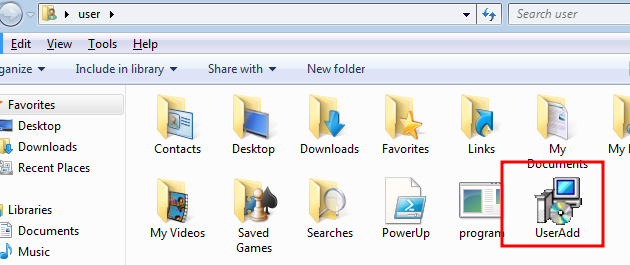 user
Search user
Edit View Tools Help
anize Include in library Share with New folder
Favorites
Desktop
Downloads
Recent Places
Libraries
Documents
Music
Contacts Desktop Downloads Favorites Links My Documents My
My Videos Saved Games Searches PowerUp program UserAdd